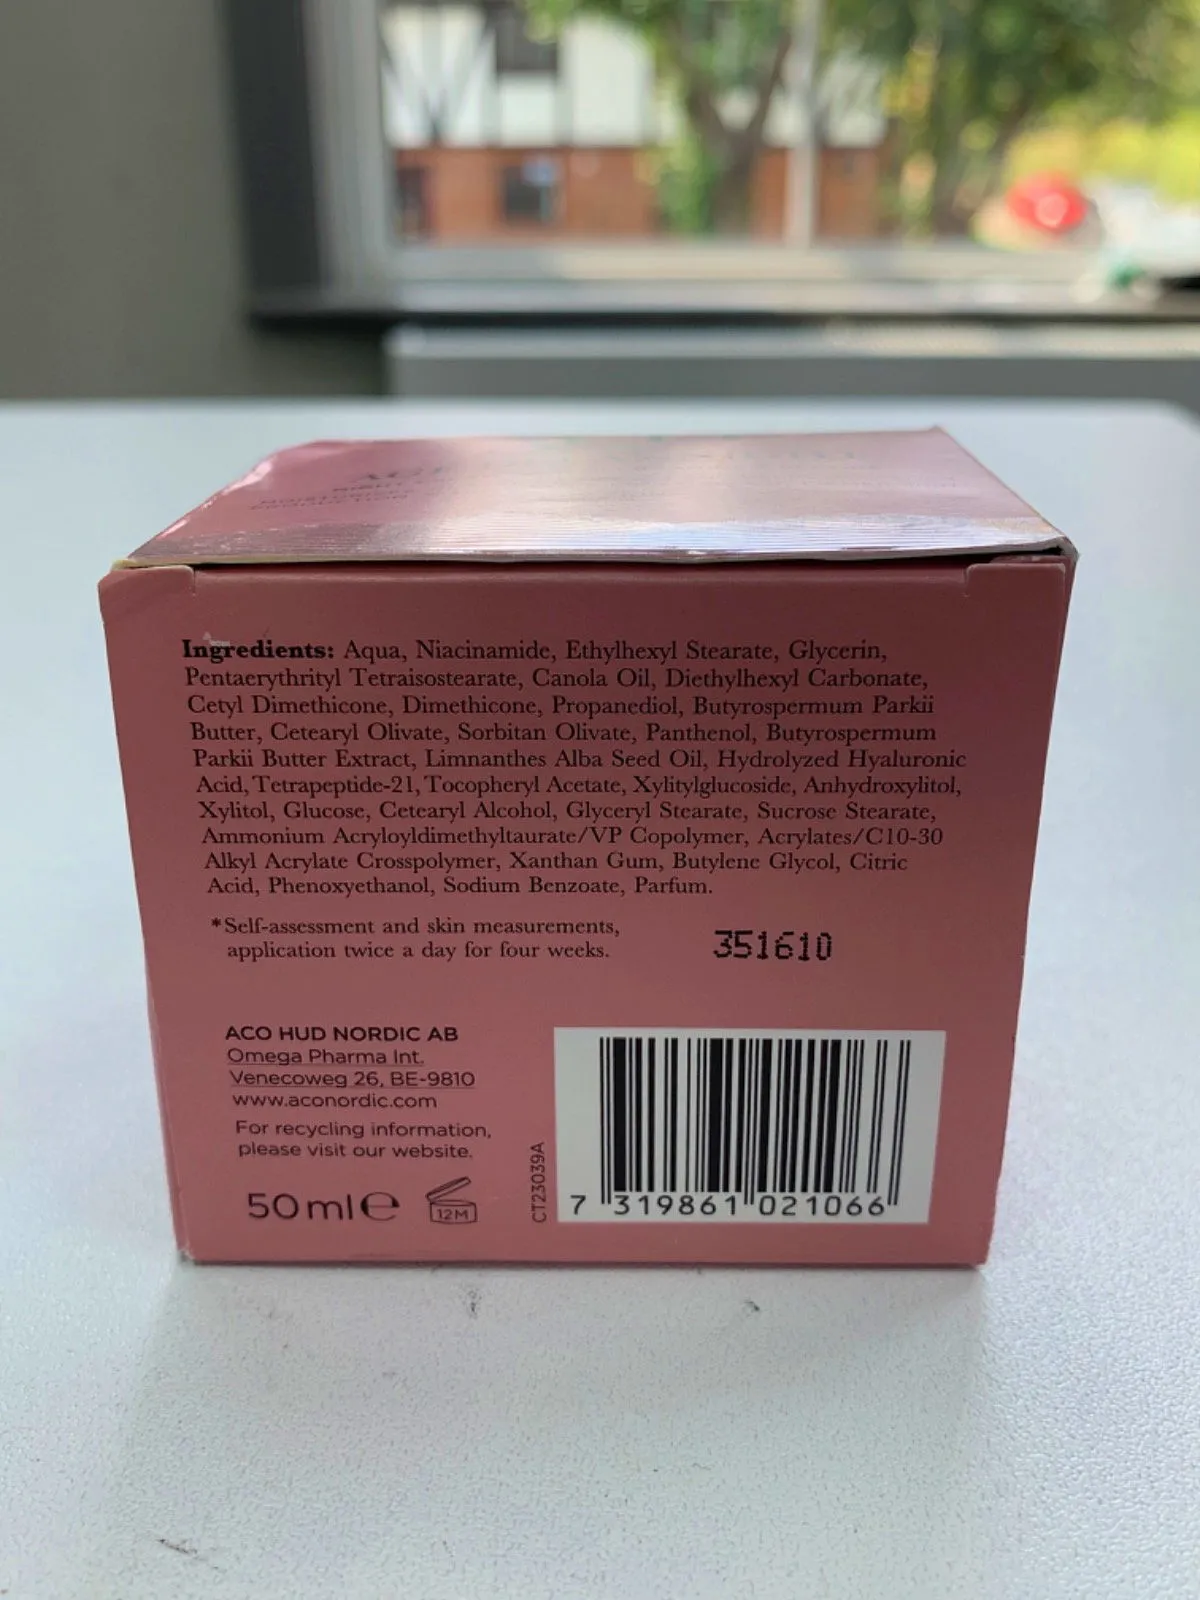 Ingredients: Aqua, Niacinamide, Ethylhexyl Stearate, Glycerin,
Pentaerythrityl Tetraisostearate, Canola Oil, Diethylhexyl Carbonate,
Cetyl Dimethicone, Dimethicone, Propanediol, Butyrospermum Parkii
Butter, Cetearyl Olivate, Sorbitan Olivate, Panthenol, Butyrospermum
Parkii Butter Extract, Limnanthes Alba Seed Oil, Hydrolyzed Hyaluronic
Acid, Tetrapeptide-21, Tocopheryl Acetate, Xylitylglucoside, Anhydroxylitol,
Xylitol, Glucose, Cetearyl Alcohol, Glyceryl Stearate, Sucrose Stearate,
Ammonium Acryloyldimethyltaurate/VP Copolymer, Acrylates/C10-30
Alkyl Acrylate Crosspolymer, Xanthan Gum, Butylene Glycol, Citric
Acid, Phenoxyethanol, Sodium Benzoate, Parfum.
*Self-assessment and skin measurements,
application twice a day for four weeks.
351610
ACO HUD NORDIC AB
Omega Pharma Int.
Venecoweg 26, BE-9810
www.aconordic.com
For recycling information,
please visit our website.
50 ml e
12M
CT23039A
7 319861 021066